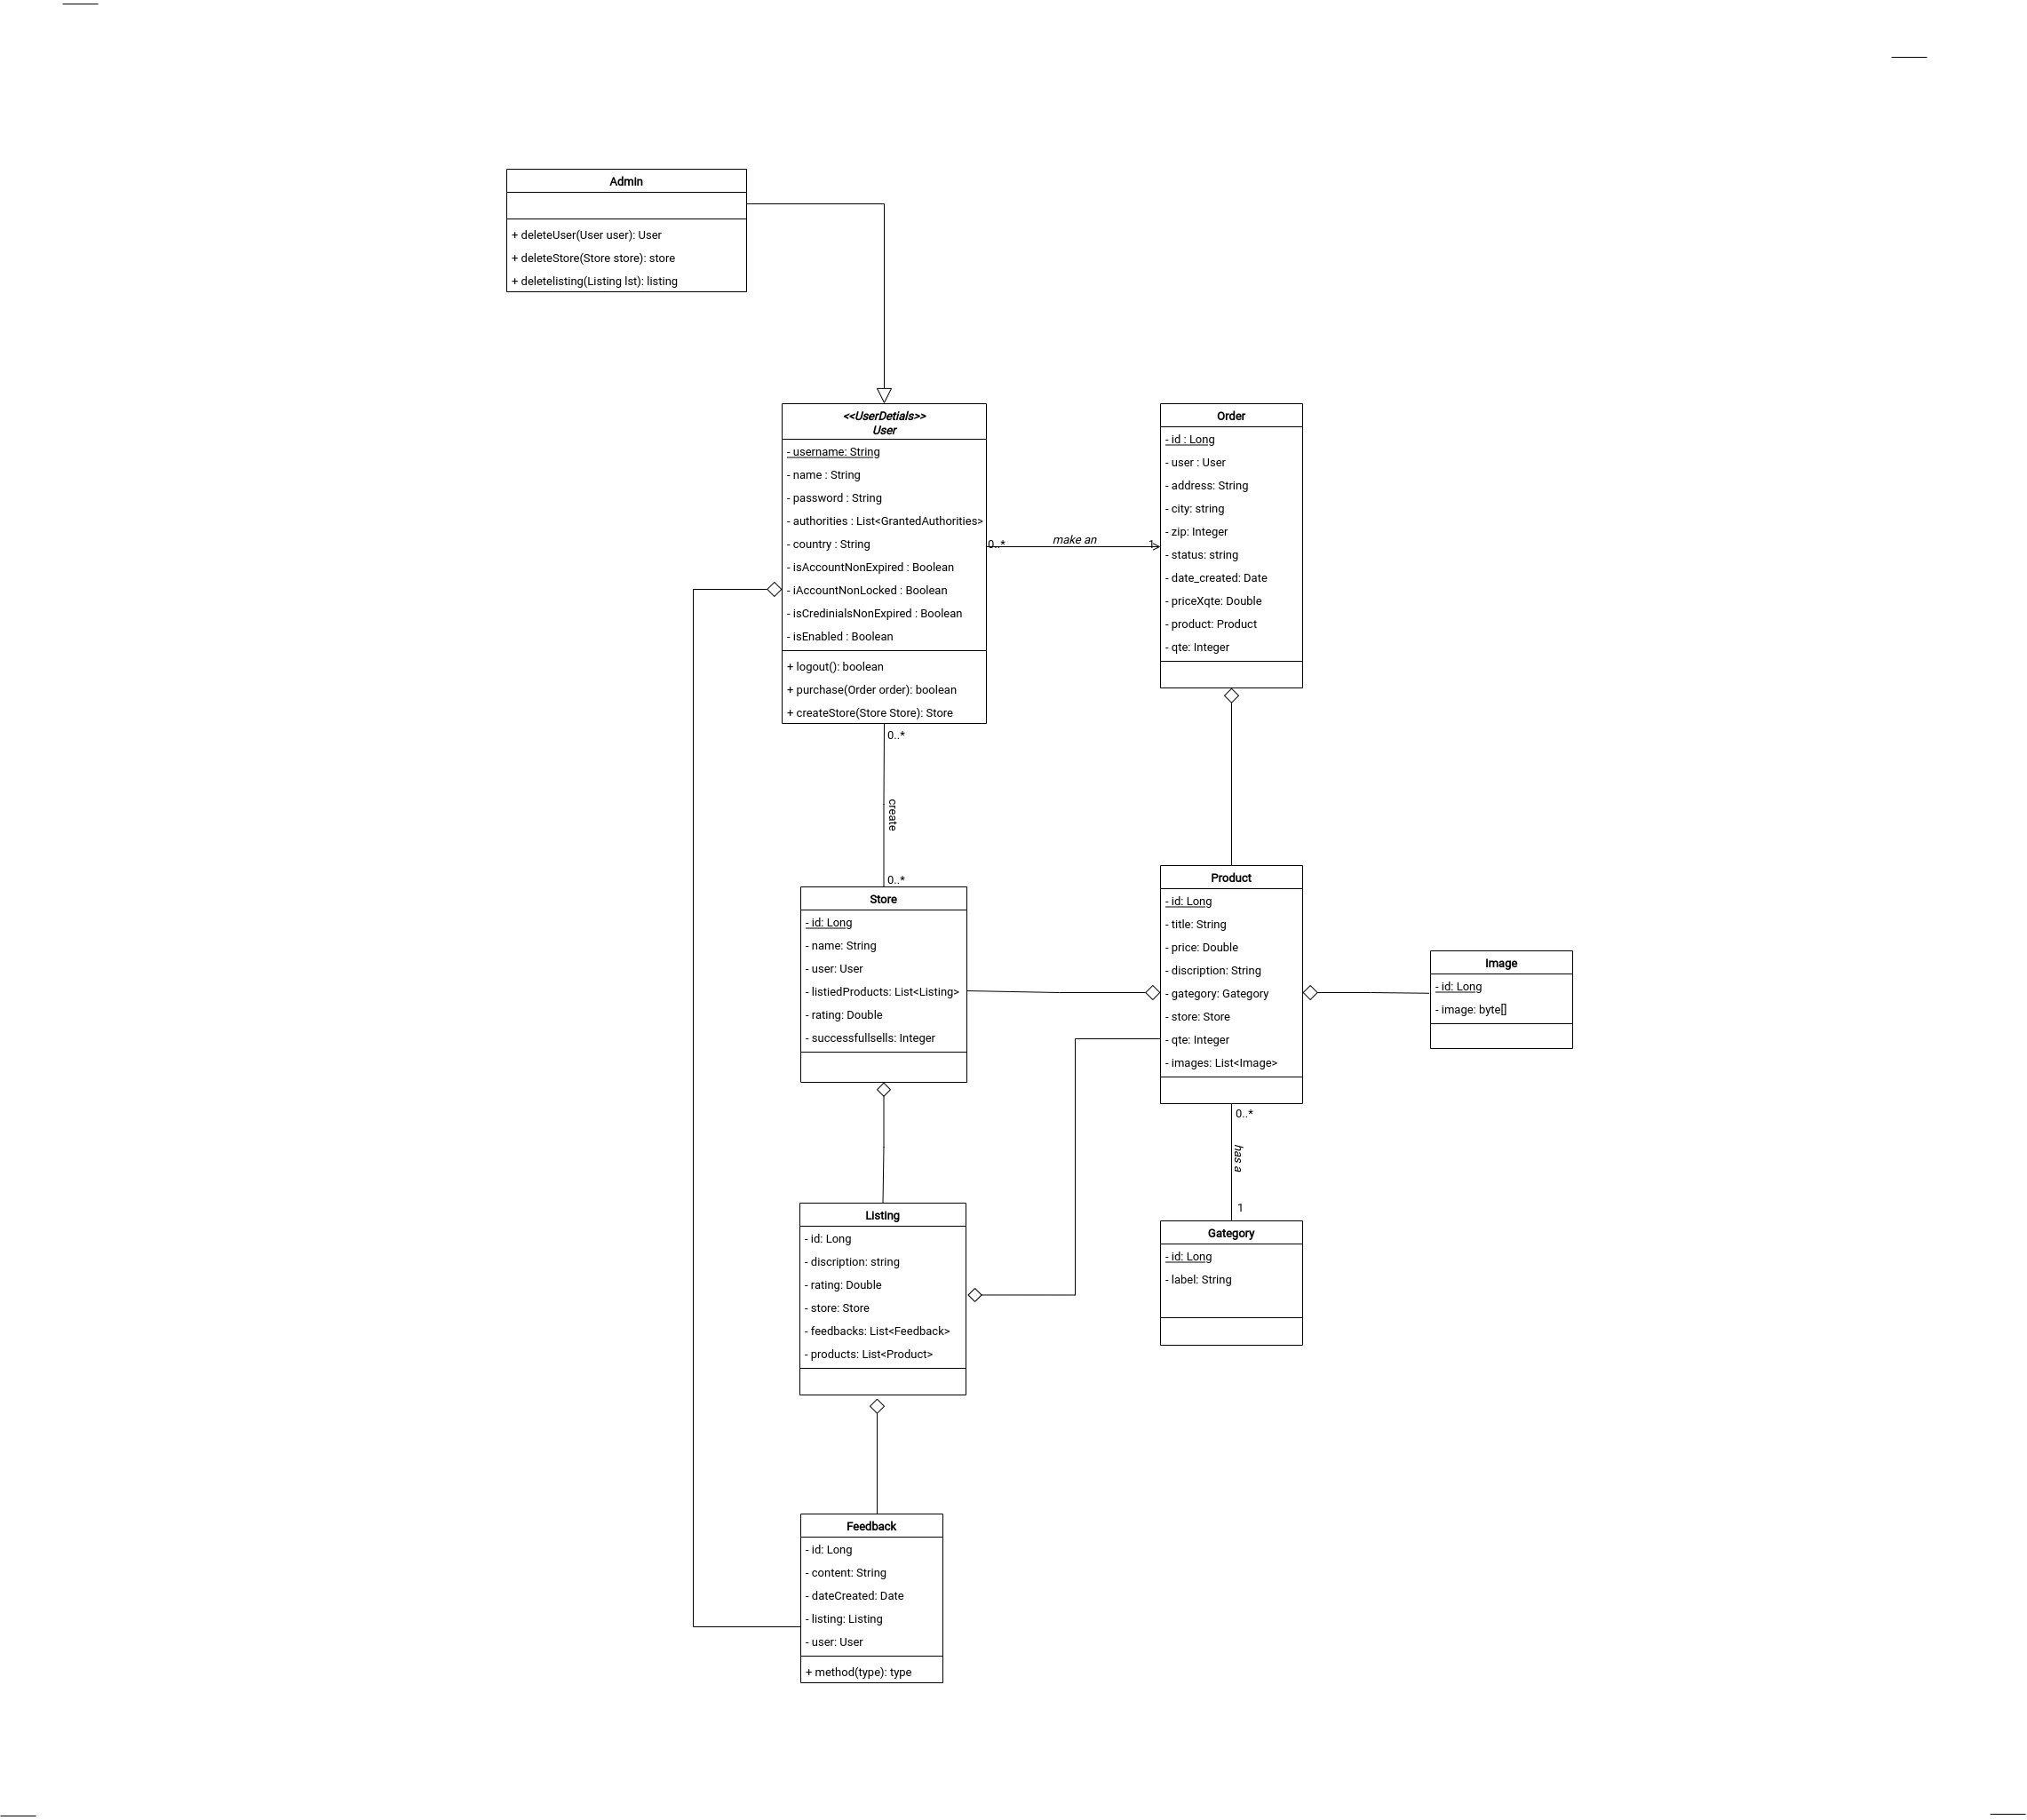 Admin
+ deleteUser(User user): User
+ deleteStore(Store store): store
+ deletelisting(Listing lst): listing
<<UserDetials>>
User
- username: String
- name : String
- password : String
- authorities : List<GrantedAuthorities>
- country : String
- isAccountNonExpired : Boolean
- iAccountNonLocked : Boolean
- isCredinialsNonExpired : Boolean
- isEnabled : Boolean
+ logout(): boolean
+ purchase(Order order): boolean
+ createStore(Store Store): Store
0..*
make an
1
Order
- id : Long
- user : User
- address: String
- city: string
- zip: Integer
- status: string
- date_created: Date
- priceXqte: Double
- product: Product
- qte: Integer
0..*
create
0..*
Store
- id: Long
- name: String
- user: User
- listiedProducts: List<Listing>
- rating: Double
- successfullsells: Integer
Product
- id: Long
- title: String
- price: Double
- discription: String
- gategory: Gategory
- store: Store
- qte: Integer
- images: List<Image>
Image
- id: Long
- image: byte[]
0..*
has a
1
Listing
- id: Long
- discription: string
- rating: Double
- store: Store
- feedbacks: List<Feedback>
- products: List<Product>
Gategory
- id: Long
- label: String
Feedback
- id: Long
- content: String
- dateCreated: Date
- listing: Listing
- user: User
+ method(type): type